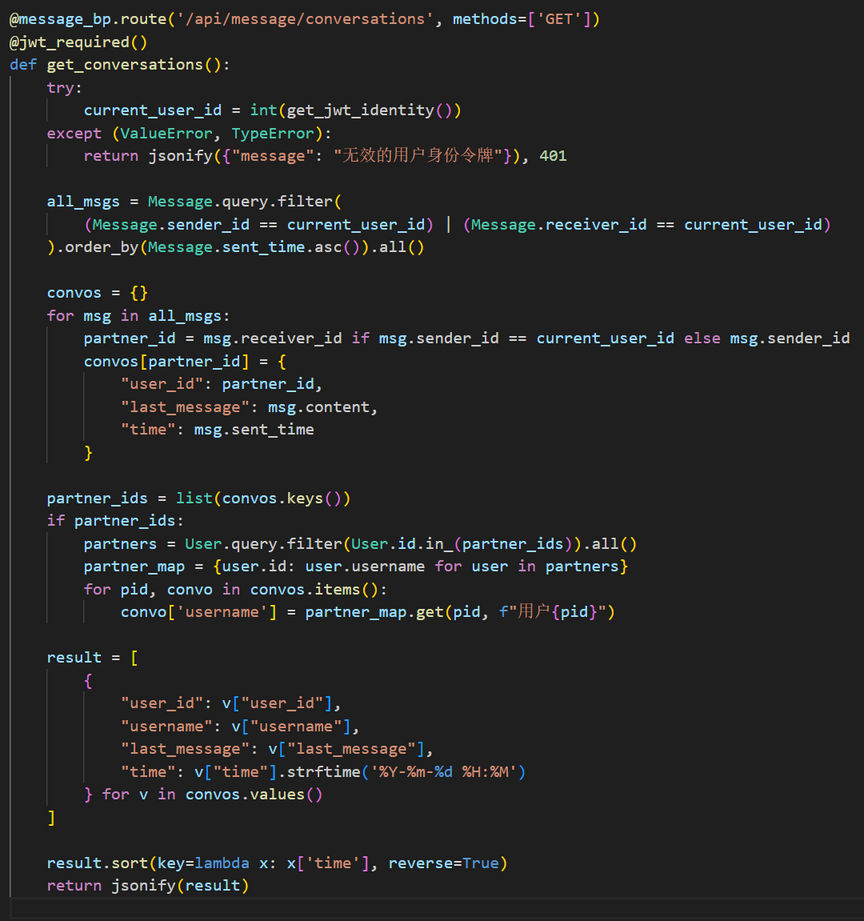 @message_bp.route('/api/message/conversations', methods=['GET'])
@jwt_required()
def get_conversations():
    try:
        current_user_id = int(get_jwt_identity())
    except (ValueError, TypeError):
        return jsonify({"message": "无效的用户身份令牌"}), 401

    all_msgs = Message.query.filter(
        (Message.sender_id == current_user_id) | (Message.receiver_id == current_user_id)
    ).order_by(Message.sent_time.asc()).all()

    convos = {}
    for msg in all_msgs:
        partner_id = msg.receiver_id if msg.sender_id == current_user_id else msg.sender_id
        convos[partner_id] = {
            "user_id": partner_id,
            "last_message": msg.content,
            "time": msg.sent_time
        }

    partner_ids = list(convos.keys())
    if partner_ids:
        partners = User.query.filter(User.id.in_(partner_ids)).all()
        partner_map = {user.id: user.username for user in partners}
        for pid, convo in convos.items():
            convo['username'] = partner_map.get(pid, f"用户{pid}")

    result = [
        {
            "user_id": v["user_id"],
            "username": v["username"],
            "last_message": v["last_message"],
            "time": v["time"].strftime('%Y-%m-%d %H:%M')
        } for v in convos.values()
    ]

    result.sort(key=lambda x: x['time'], reverse=True)
    return jsonify(result)